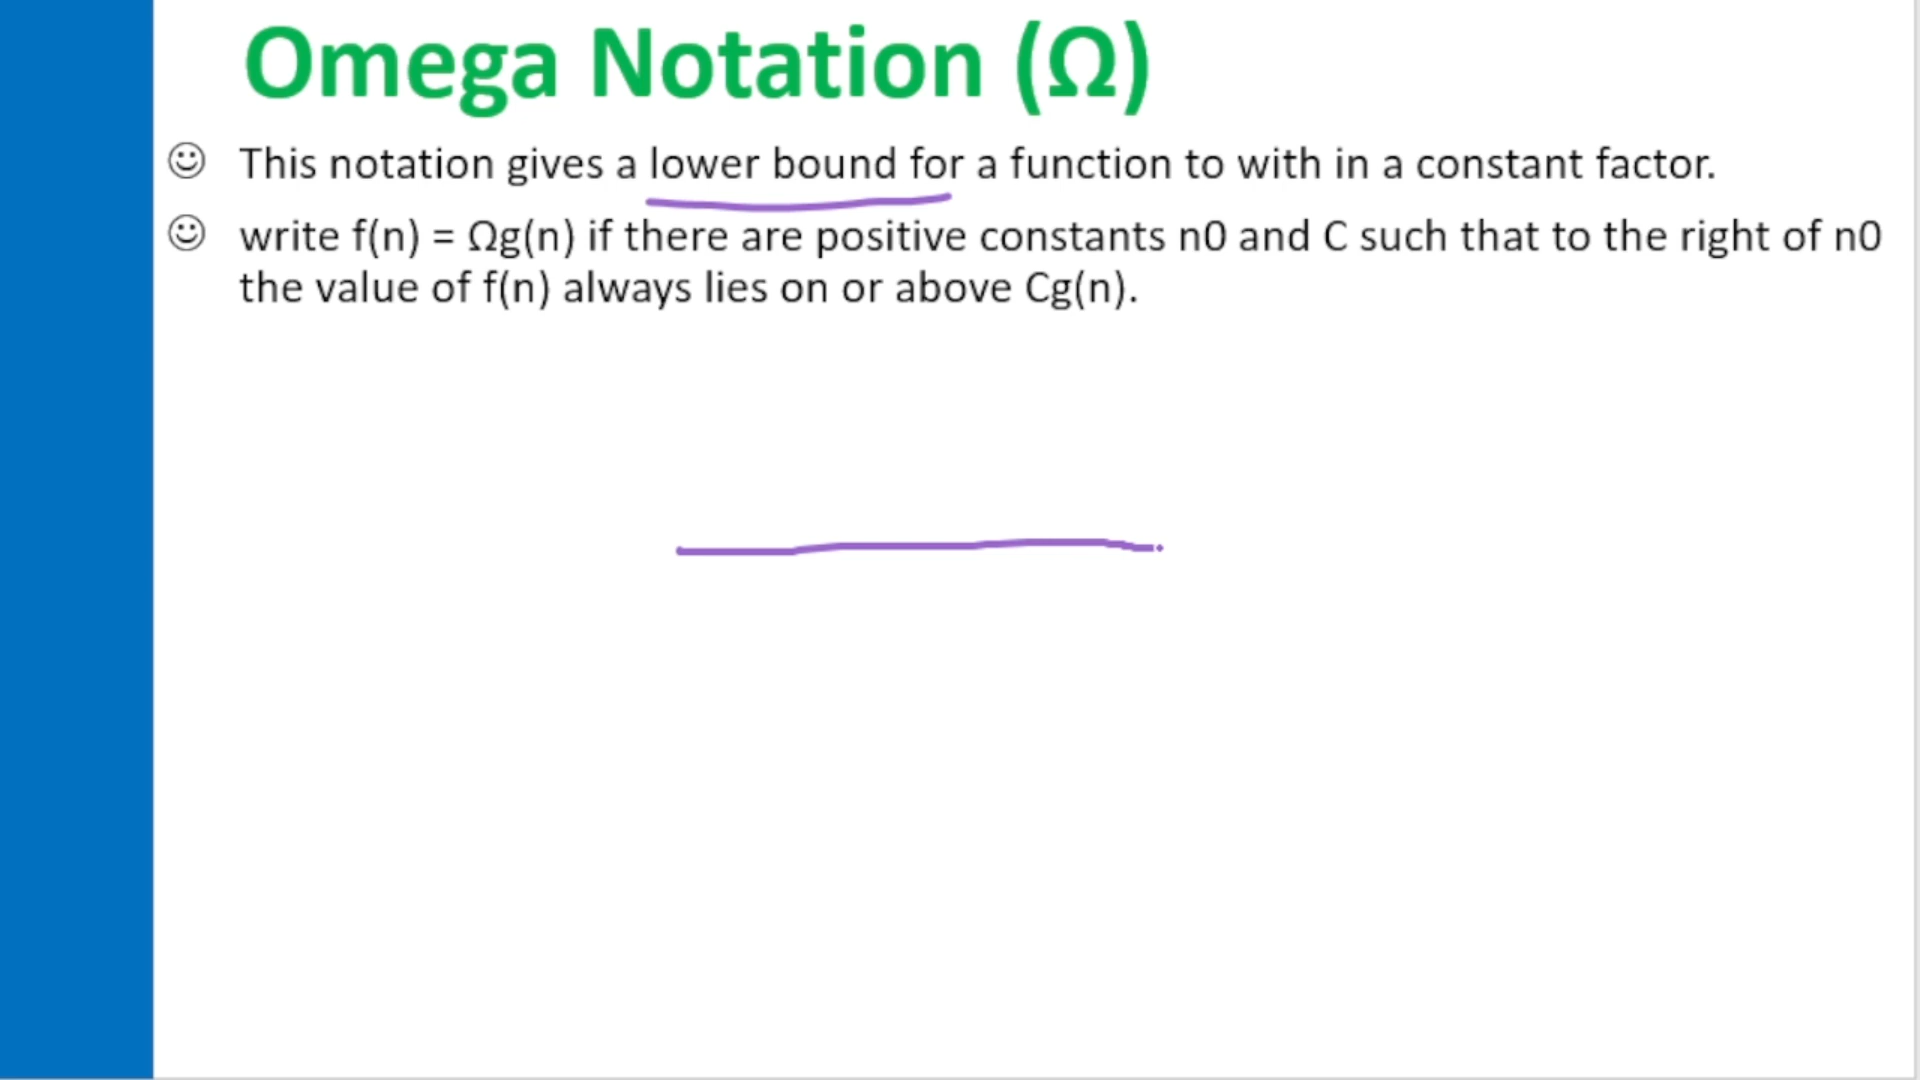 Omega Notation (Ω)
This notation gives a lower bound for a function to with in a constant factor.
write f(n) = Ωg(n) if there are positive constants n0 and C such that to the right of n0
the value of f(n) always lies on or above Cg(n).